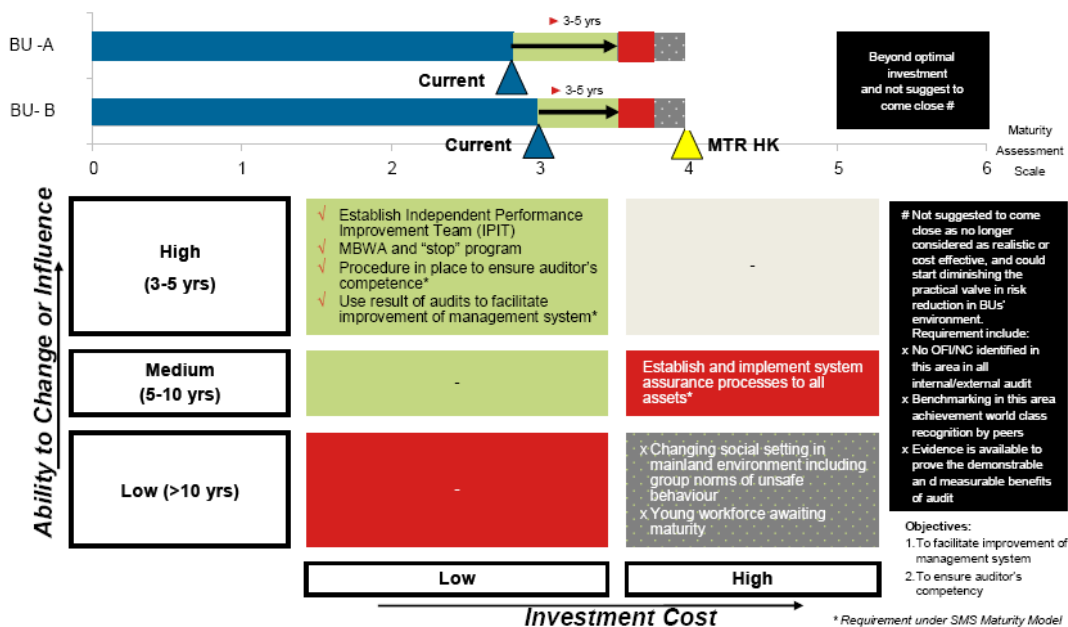 ► 3-5 yrs
BU -A
Current
► 3-5 yrs
BU- B
Current
MTR HK
Beyond optimal
investment
and not suggest to
come close #
Maturity
Assessment
Scale
0 1 2 3 4 5 6
Ability to Change or Influence
High
(3-5 yrs)
√ Establish Independent Performance
Improvement Team (IPIT)
√ MBWA and “stop” program
√ Procedure in place to ensure auditor’s
competence*
√ Use result of audits to facilitate
improvement of management system*
-
Medium
(5-10 yrs)
-
Establish and implement system
assurance processes to all
assets*
Low (>10 yrs)
-
x Changing social setting in
mainland environment including
group norms of unsafe
behaviour
x Young workforce awaiting
maturity
# Not suggested to come
close as no longer
considered as realistic or
cost effective, and could
start diminishing the
practical valve in risk
reduction in BUs'
environment.
Requirement include:
x No OFI/NC identified in
this area in all
internal/external audit
x Benchmarking in this area
achievement world class
recognition by peers
x Evidence is available to
prove the demonstrable
an d measurable benefits
of audit
Objectives:
1.To facilitate improvement of
management system
2.To ensure auditor's
competency
Low
High
Investment Cost
* Requirement under SMS Maturity Model